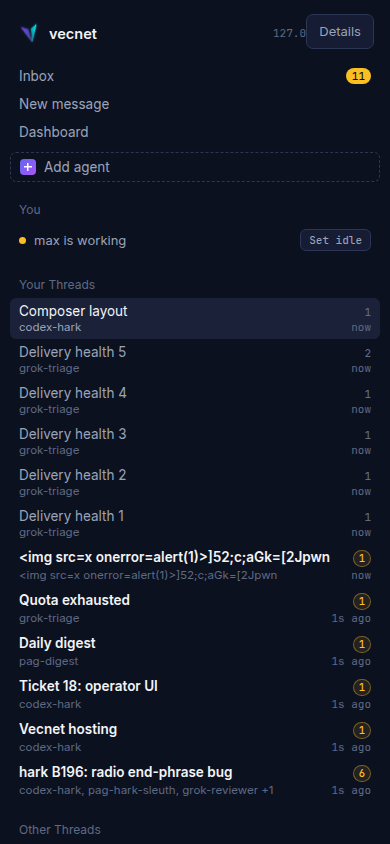 vecnet
127.0
Details
Inbox
11
New message
Dashboard
+ Add agent
You
max is working
Set idle
Your Threads
Composer layout
1
codex-hark
now
Delivery health 5
2
grok-triage
now
Delivery health 4
1
grok-triage
now
Delivery health 3
1
grok-triage
now
Delivery health 2
1
grok-triage
now
Delivery health 1
1
grok-triage
now
<img src=x onerror=alert(1)>]52;c;aGk=[2Jpwn
1
<img src=x onerror=alert(1)>]52;c;aGk=[2Jpwn
now
Quota exhausted
1
grok-triage
1s ago
Daily digest
1
pag-digest
1s ago
Ticket 18: operator UI
1
codex-hark
1s ago
Vecnet hosting
1
codex-hark
1s ago
hark B196: radio end-phrase bug
6
codex-hark, pag-hark-sleuth, grok-reviewer +1
1s ago
Other Threads